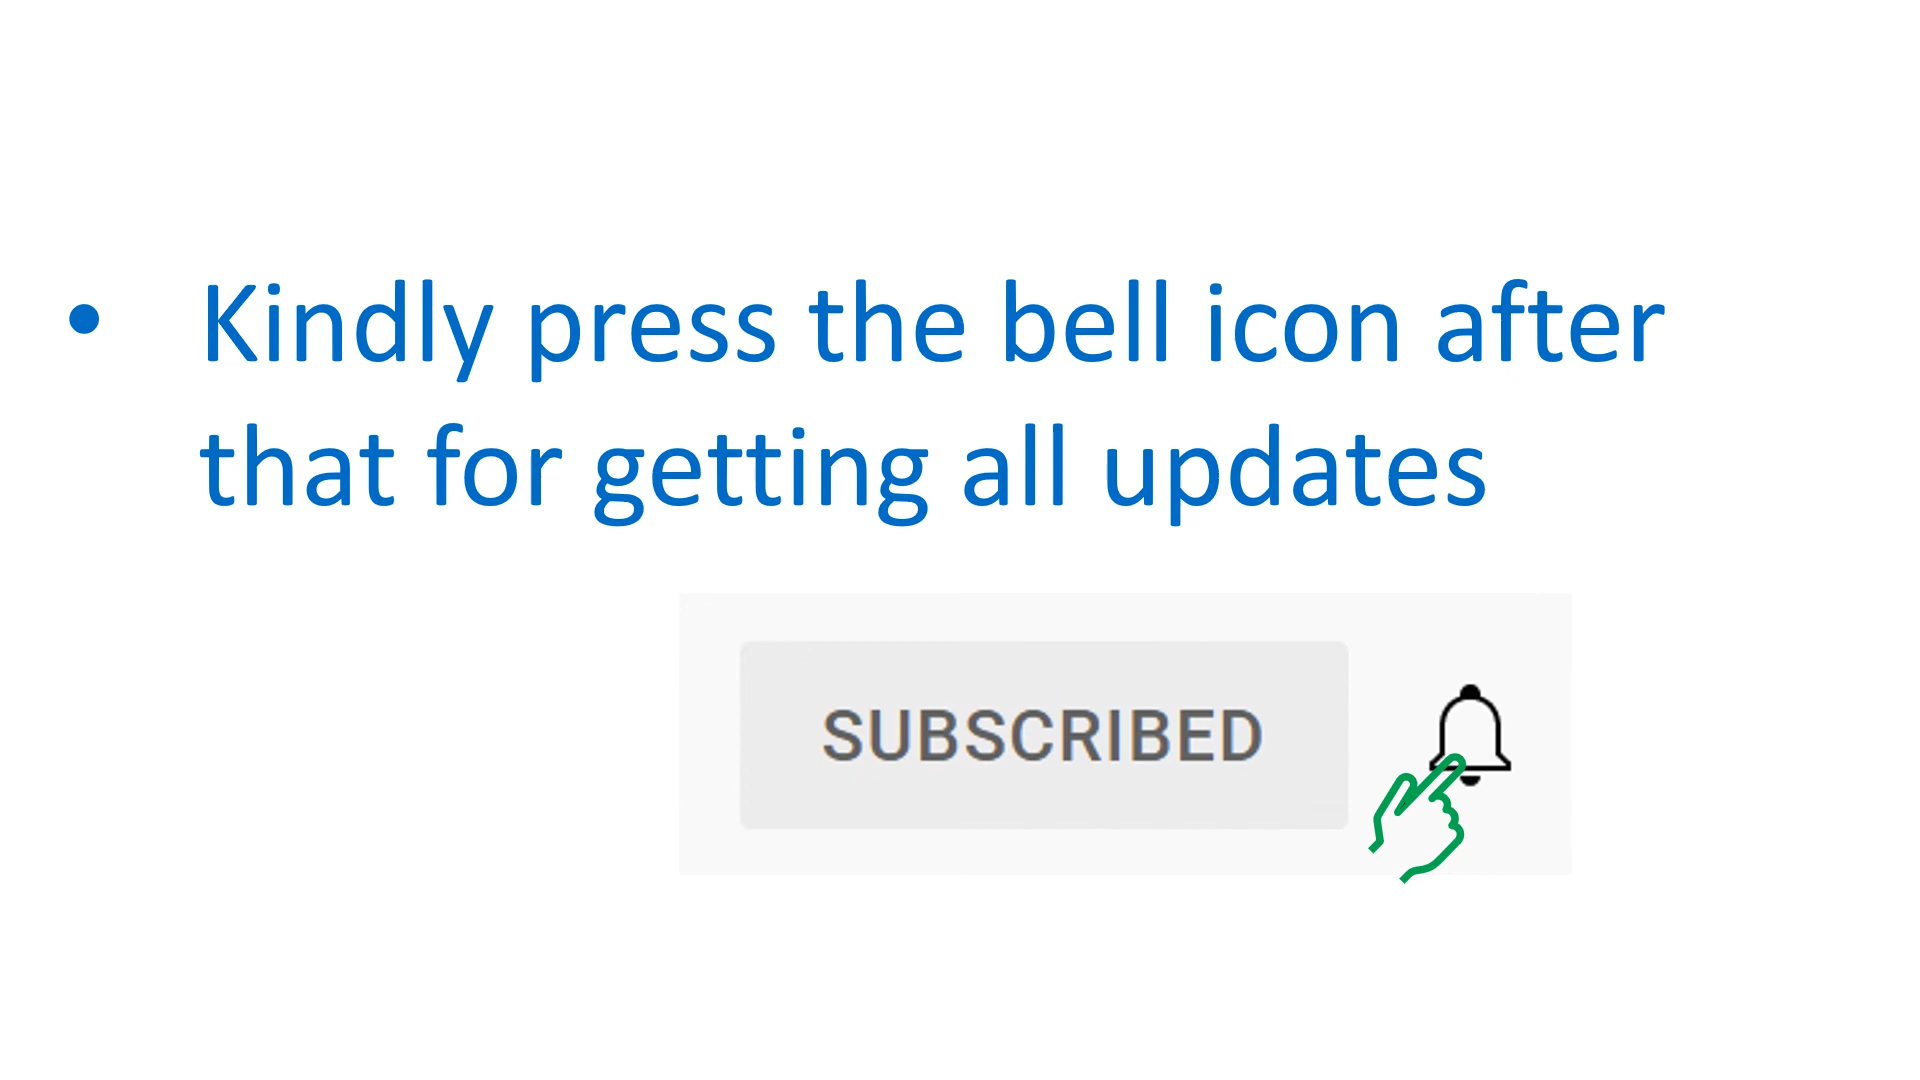 • Kindly press the bell icon after
that for getting all updates
SUBSCRIBED